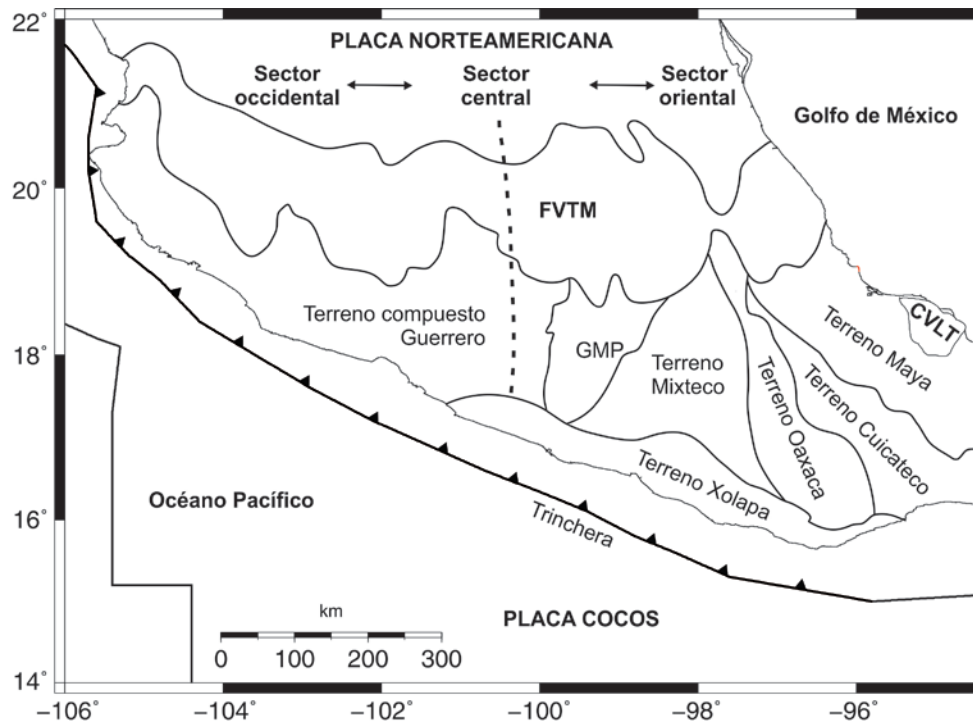 22°
20°
18°
16°
14°
PLACA NORTEAMERICANA
Sector
occidental
Sector
central
Sector
oriental
Golfo de México
FVTM
Terreno compuesto
Guerrero
GMP
Terreno
Mixteco
Terreno Oaxaca
Terreno Cuicateco
Terreno Maya
CVLT
Terreno Xolapa
Océano Pacífico
Trinchera
PLACA COCOS
km
0 100 200 300
−106° −104° −102° −100° −98° −96°